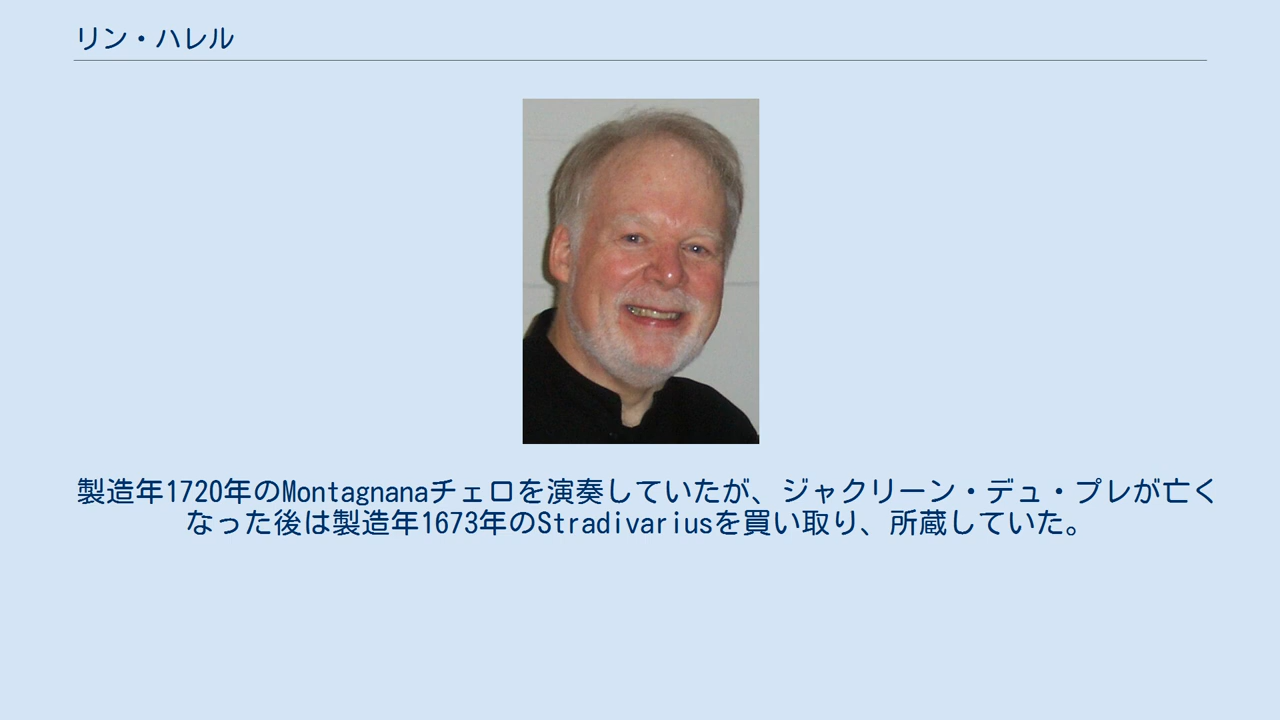 リン・ハレル
製造年1720年のMontagnanaチェロを演奏していたが、ジャクリーン・デュ・プレが亡く
なった後は製造年1673年のStradivariusを買い取り、所蔵していた。